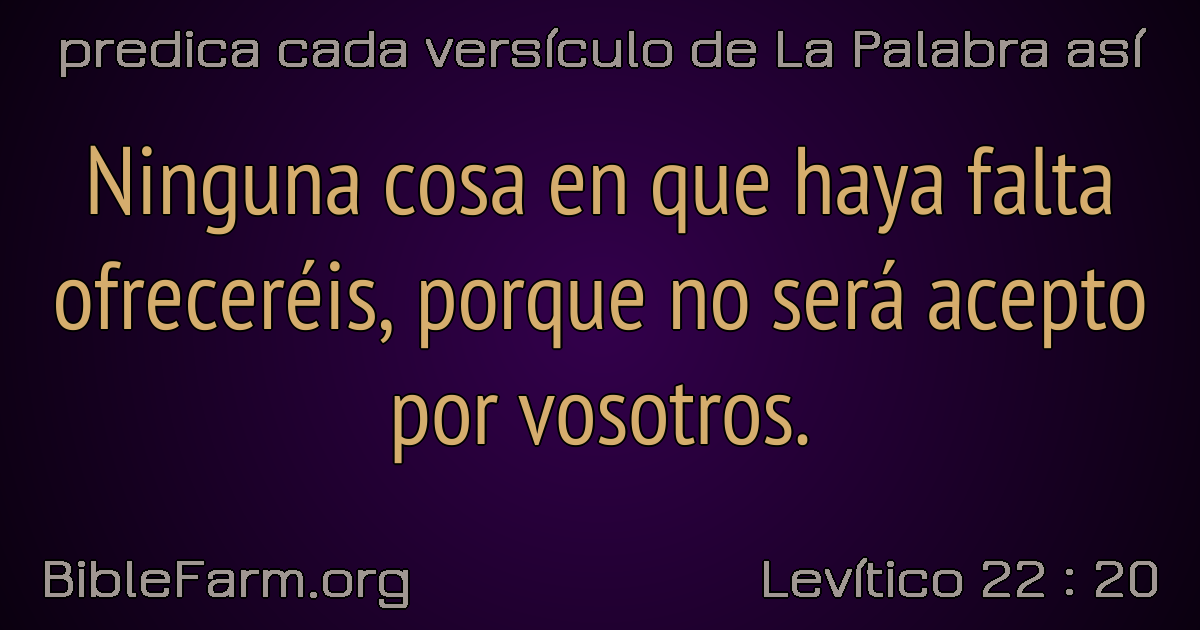 predica cada versículo de La Palabra así
Ninguna cosa en que haya falta
ofreceréis, porque no será acepto
por vosotros.
BibleFarm.org
Levítico 22 : 20